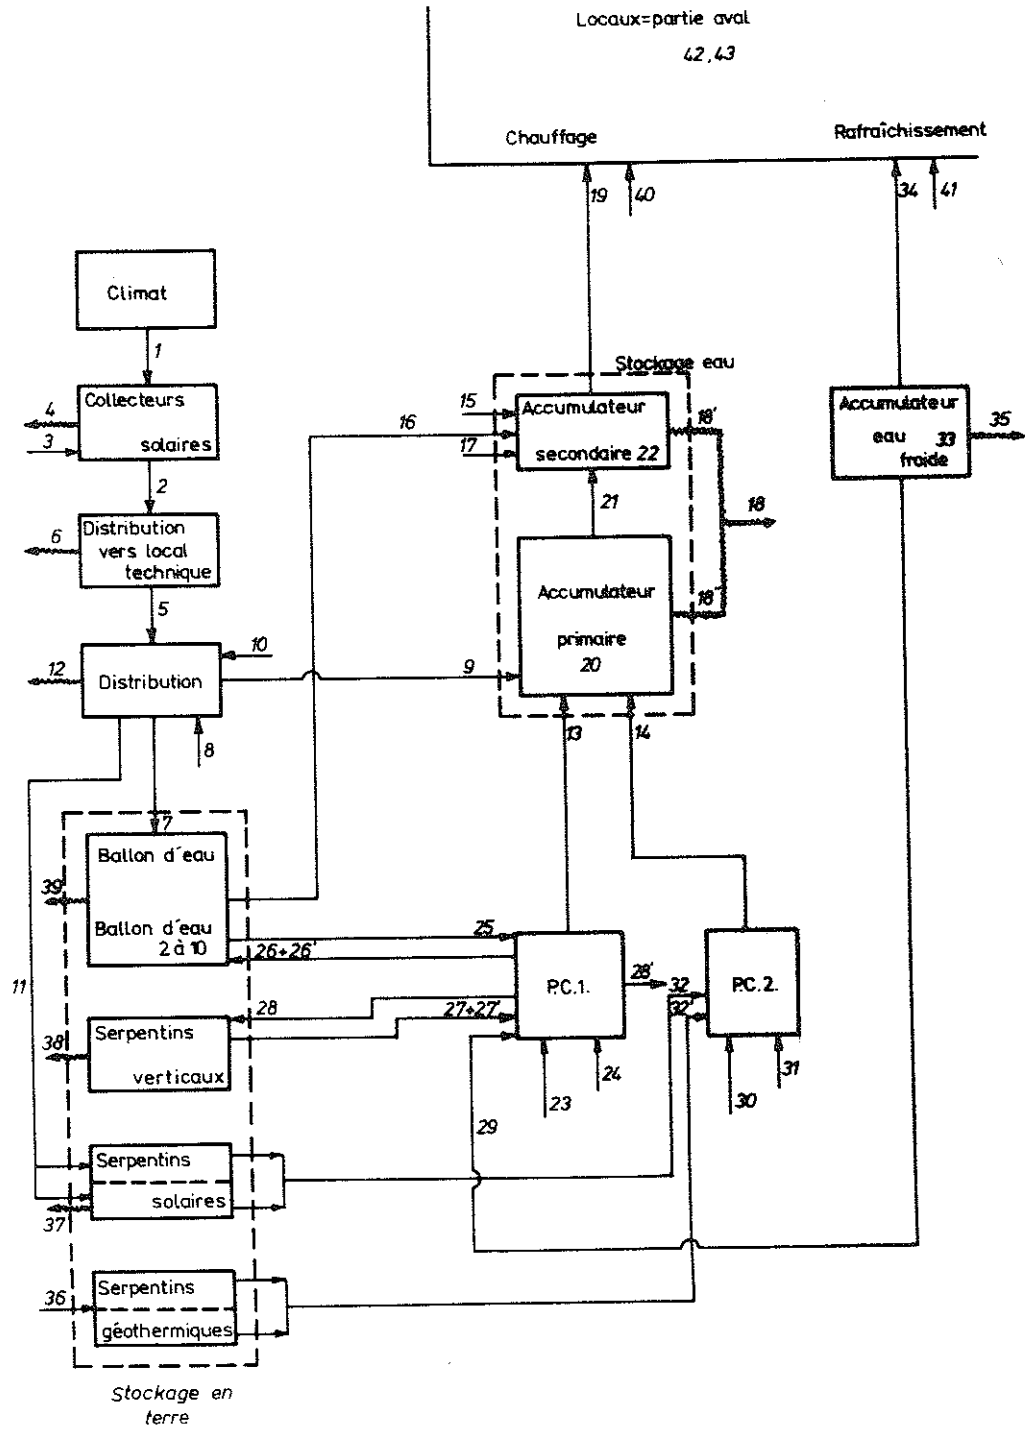 Locaux=partie aval
42,43
Chauffage
Rafraîchissement
19
40
34
41
Climat
1
Stockage eau
4
3
Collecteurs
solaires
15
16
17
Accumulateur
secondaire 22
18'
Accumulateur
eau 33
froide
35
2
21
18
6
Distribution
vers local
technique
5
Accumulateur
primaire
20
18"
10
12
Distribution
9
8
13
14
7
Ballon d'eau
39
Ballon d'eau
2 à 10
25
26+26'
11
P.C.1.
28'
32
32'
P.C.2.
28
27+27'
38
Serpentins
verticaux
23
24
30
31
29
Serpentins
solaires
37
36
Serpentins
géothermiques
Stockage en
terre